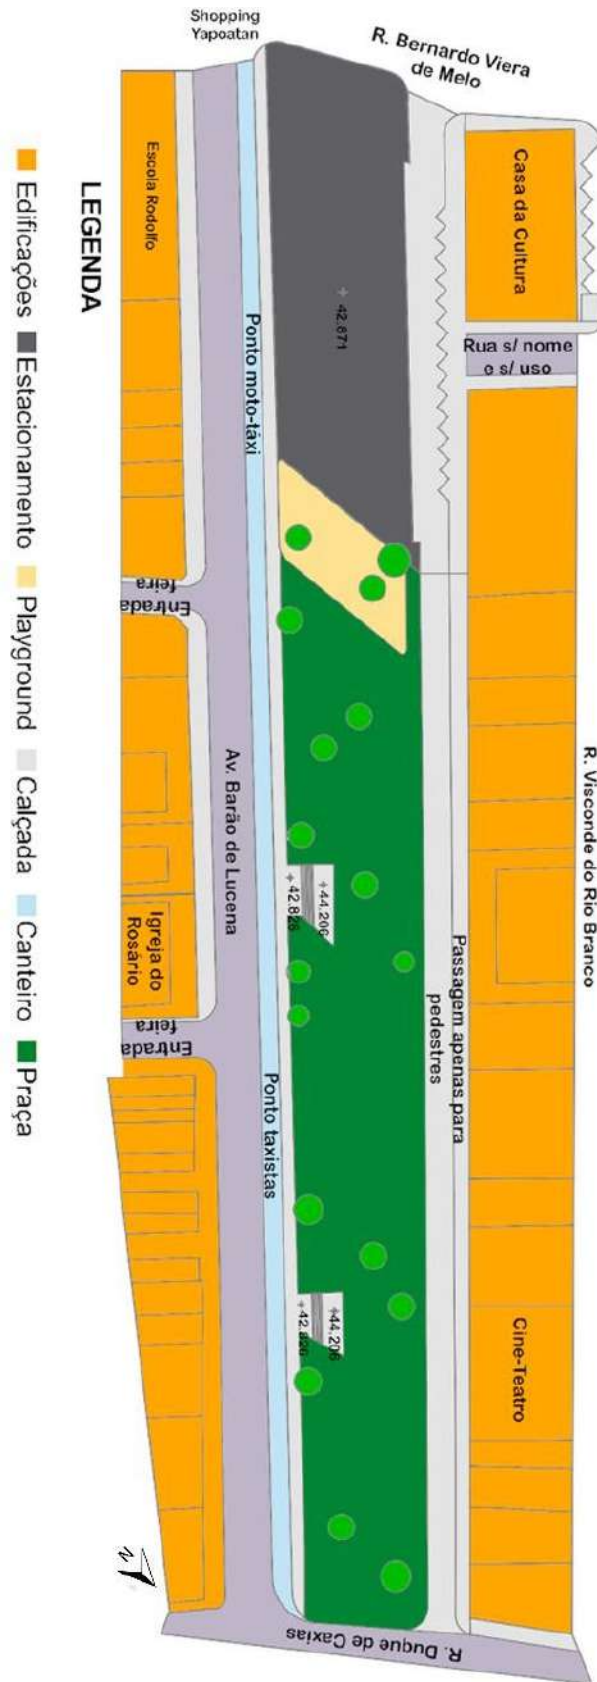 Shopping
Yapoatan
R. Bernardo Viera
de Melo
Casa da Cultura
Escola Rodolfo
42.871
Rua s/ nome
e s/ uso
Ponto moto-táxi
Entrada
feira
R. Visconde do Rio Branco
Av. Barão de Lucena
44.206
42.826
Igreja do
Rosário
Passagem apenas para
pedestres
Entrada
feira
Ponto taxistas
44.206
42.826
Cine-Teatro
R. Duque de Caxias
N
LEGENDA
Edificações
Estacionamento
Playground
Calçada
Canteiro
Praça